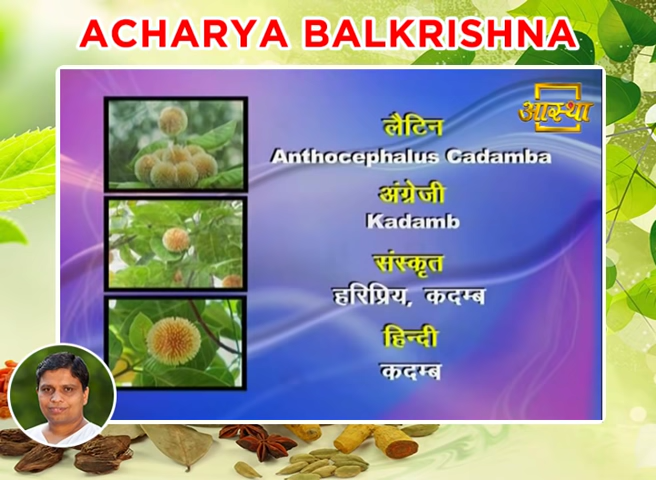 ACHARYA BALKRISHNA
आस्था
लैटिन
Anthocephalus Cadamba
अंग्रेजी
Kadamb
संस्कृत
हरिप्रिय, कदम्ब
हिन्दी
कदम्ब